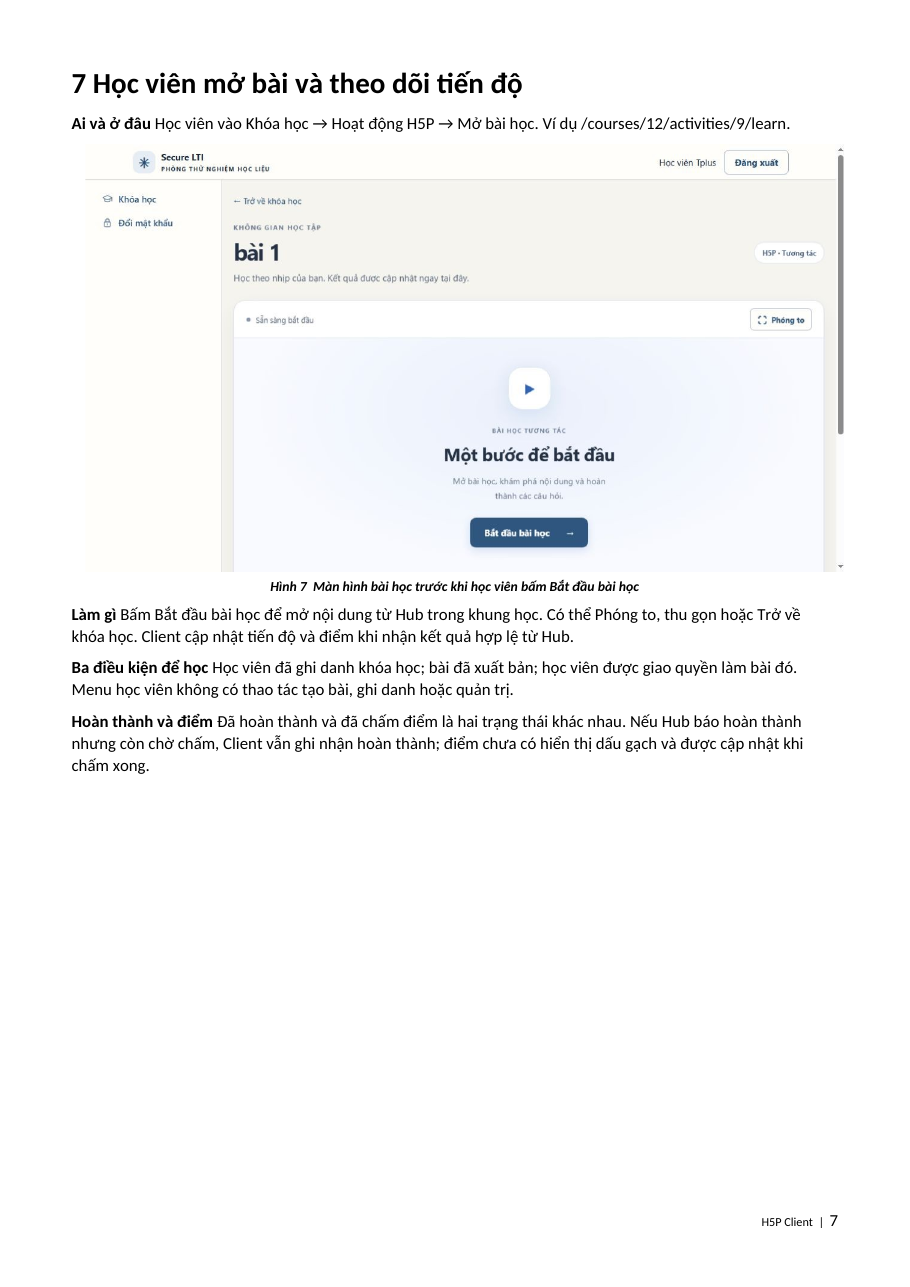 7 Học viên mở bài và theo dõi tiến độ
Ai và ở đâu Học viên vào Khóa học → Hoạt động H5P → Mở bài học. Ví dụ /courses/12/activities/9/learn.
Secure LTI
PHÒNG THỬ NGHIỆM HỌC LIỆU
Học viên Tplus
Đăng xuất
Khóa học
Đổi mật khẩu
← Trở về khóa học
KHÔNG GIAN HỌC TẬP
bài 1
H5P · Tương tác
Học theo nhịp của bạn. Kết quả được cập nhật ngay tại đây.
Sẵn sàng bắt đầu
Phóng to
BÀI HỌC TƯƠNG TÁC
Một bước để bắt đầu
Mở bài học, khám phá nội dung và hoàn
thành các câu hỏi.
Bắt đầu bài học →
Hình 7 Màn hình bài học trước khi học viên bấm Bắt đầu bài học
Làm gì Bấm Bắt đầu bài học để mở nội dung từ Hub trong khung học. Có thể Phóng to, thu gọn hoặc Trở về
khóa học. Client cập nhật tiến độ và điểm khi nhận kết quả hợp lệ từ Hub.
Ba điều kiện để học Học viên đã ghi danh khóa học; bài đã xuất bản; học viên được giao quyền làm bài đó.
Menu học viên không có thao tác tạo bài, ghi danh hoặc quản trị.
Hoàn thành và điểm Đã hoàn thành và đã chấm điểm là hai trạng thái khác nhau. Nếu Hub báo hoàn thành
nhưng còn chờ chấm, Client vẫn ghi nhận hoàn thành; điểm chưa có hiển thị dấu gạch và được cập nhật khi
chấm xong.
H5P Client | 7